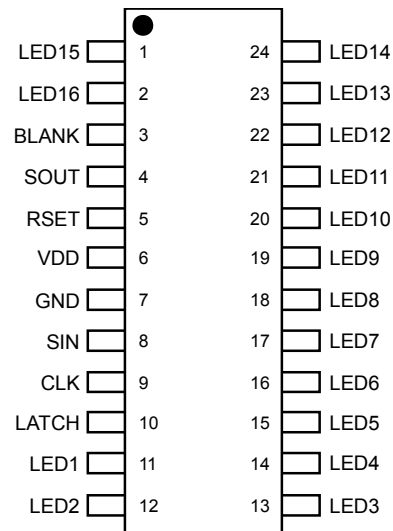 LED15 1 24 LED14
LED16 2 23 LED13
BLANK 3 22 LED12
SOUT 4 21 LED11
RSET 5 20 LED10
VDD 6 19 LED9
GND 7 18 LED8
SIN 8 17 LED7
CLK 9 16 LED6
LATCH 10 15 LED5
LED1 11 14 LED4
LED2 12 13 LED3